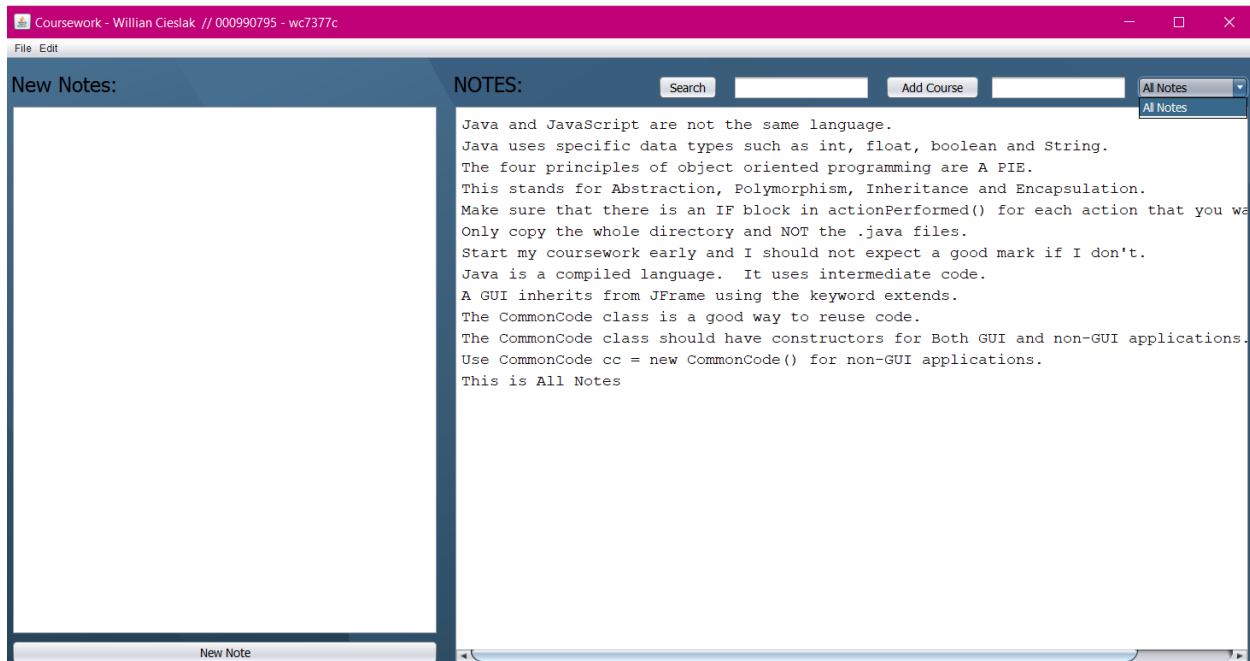 Coursework - Willian Cieslak // 000990795 - wc7377c
File Edit
New Notes:
NOTES:
Search
Add Course
All Notes
All Notes
Java and JavaScript are not the same language.
Java uses specific data types such as int, float, boolean and String.
The four principles of object oriented programming are A PIE.
This stands for Abstraction, Polymorphism, Inheritance and Encapsulation.
Make sure that there is an IF block in actionPerformed() for each action that you wa
Only copy the whole directory and NOT the .java files.
Start my coursework early and I should not expect a good mark if I don't.
Java is a compiled language.  It uses intermediate code.
A GUI inherits from JFrame using the keyword extends.
The CommonCode class is a good way to reuse code.
The CommonCode class should have constructors for Both GUI and non-GUI applications.
Use CommonCode cc = new CommonCode() for non-GUI applications.
This is All Notes
New Note